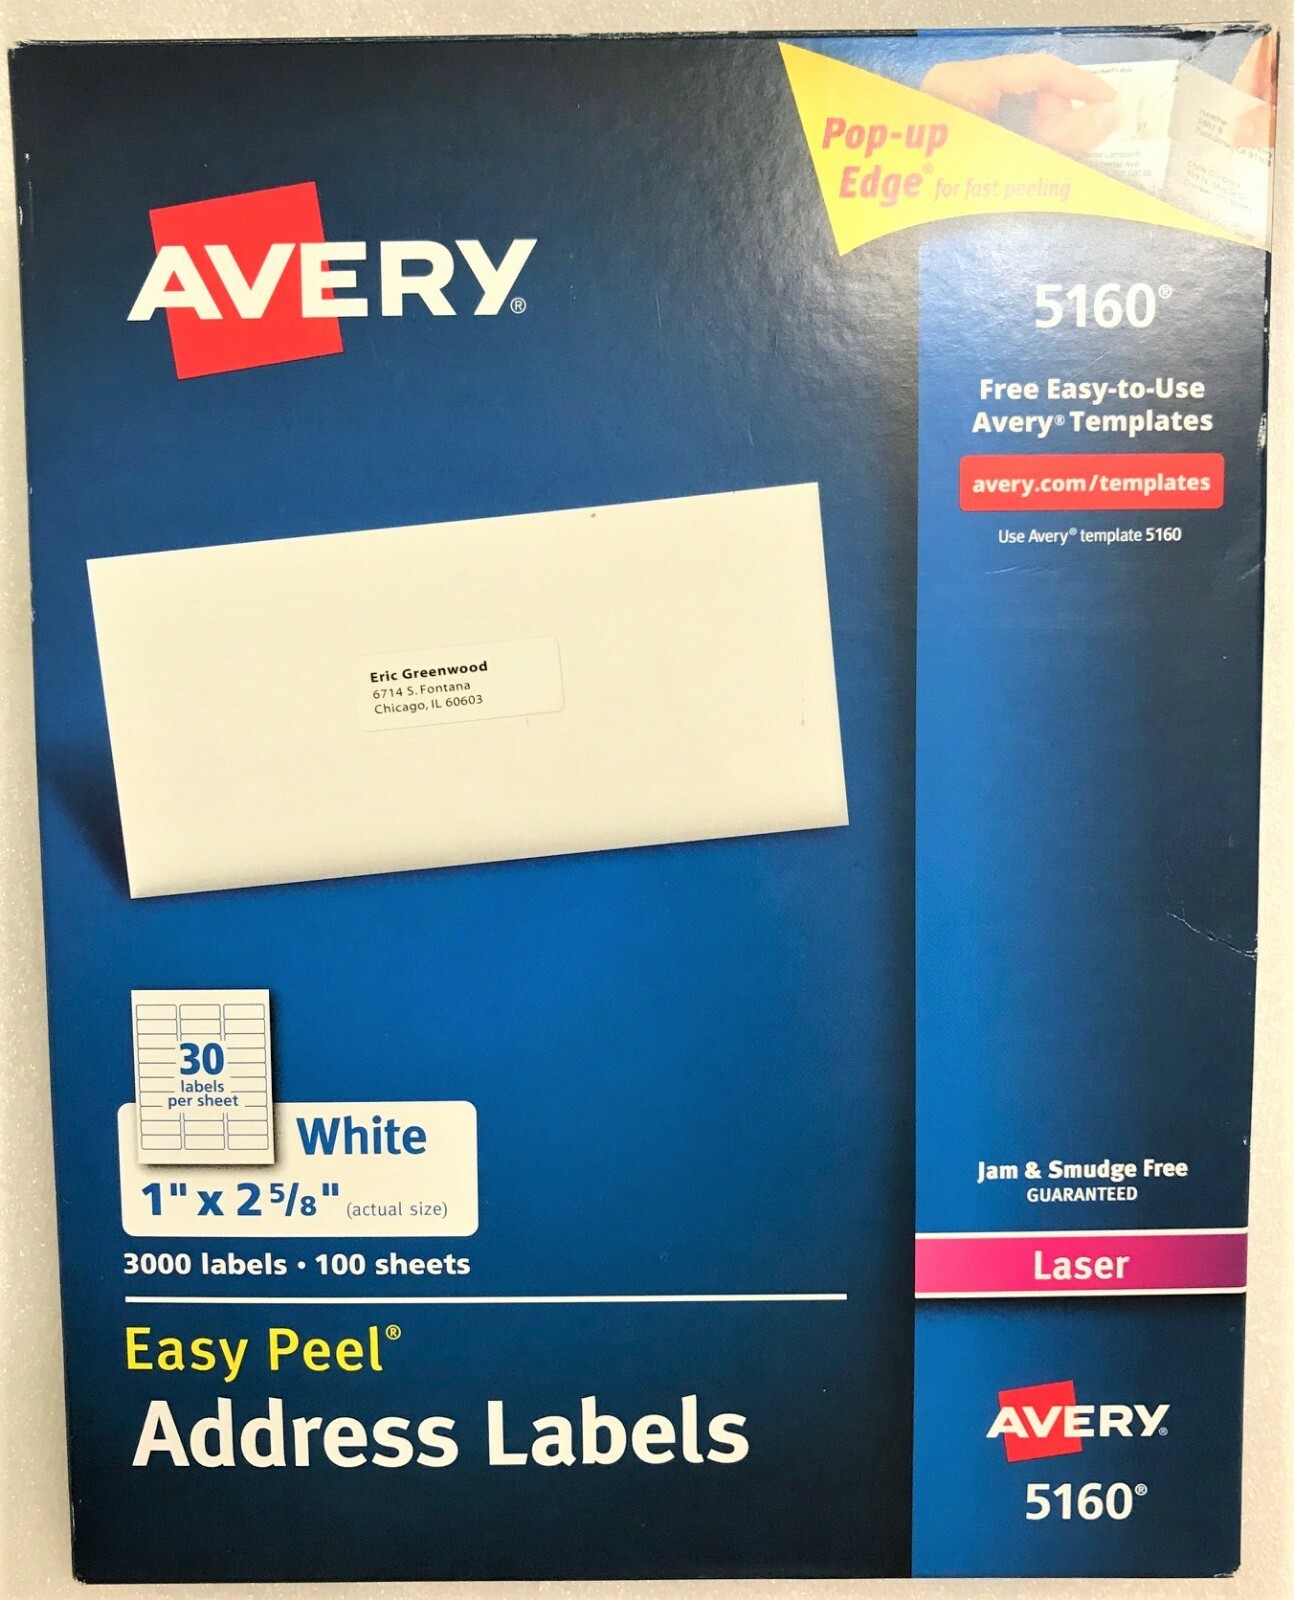 Pop-up
Edge® for fast peeling
AVERY®
5160®
Free Easy-to-Use
Avery® Templates
avery.com/templates
Use Avery® template 5160
Eric Greenwood
6714 S. Fontana
Chicago, IL 60603
30
labels
per sheet
White
1" x 2 5/8" (actual size)
3000 labels • 100 sheets
Easy Peel®
Address Labels
Jam & Smudge Free
GUARANTEED
Laser
AVERY®
5160®